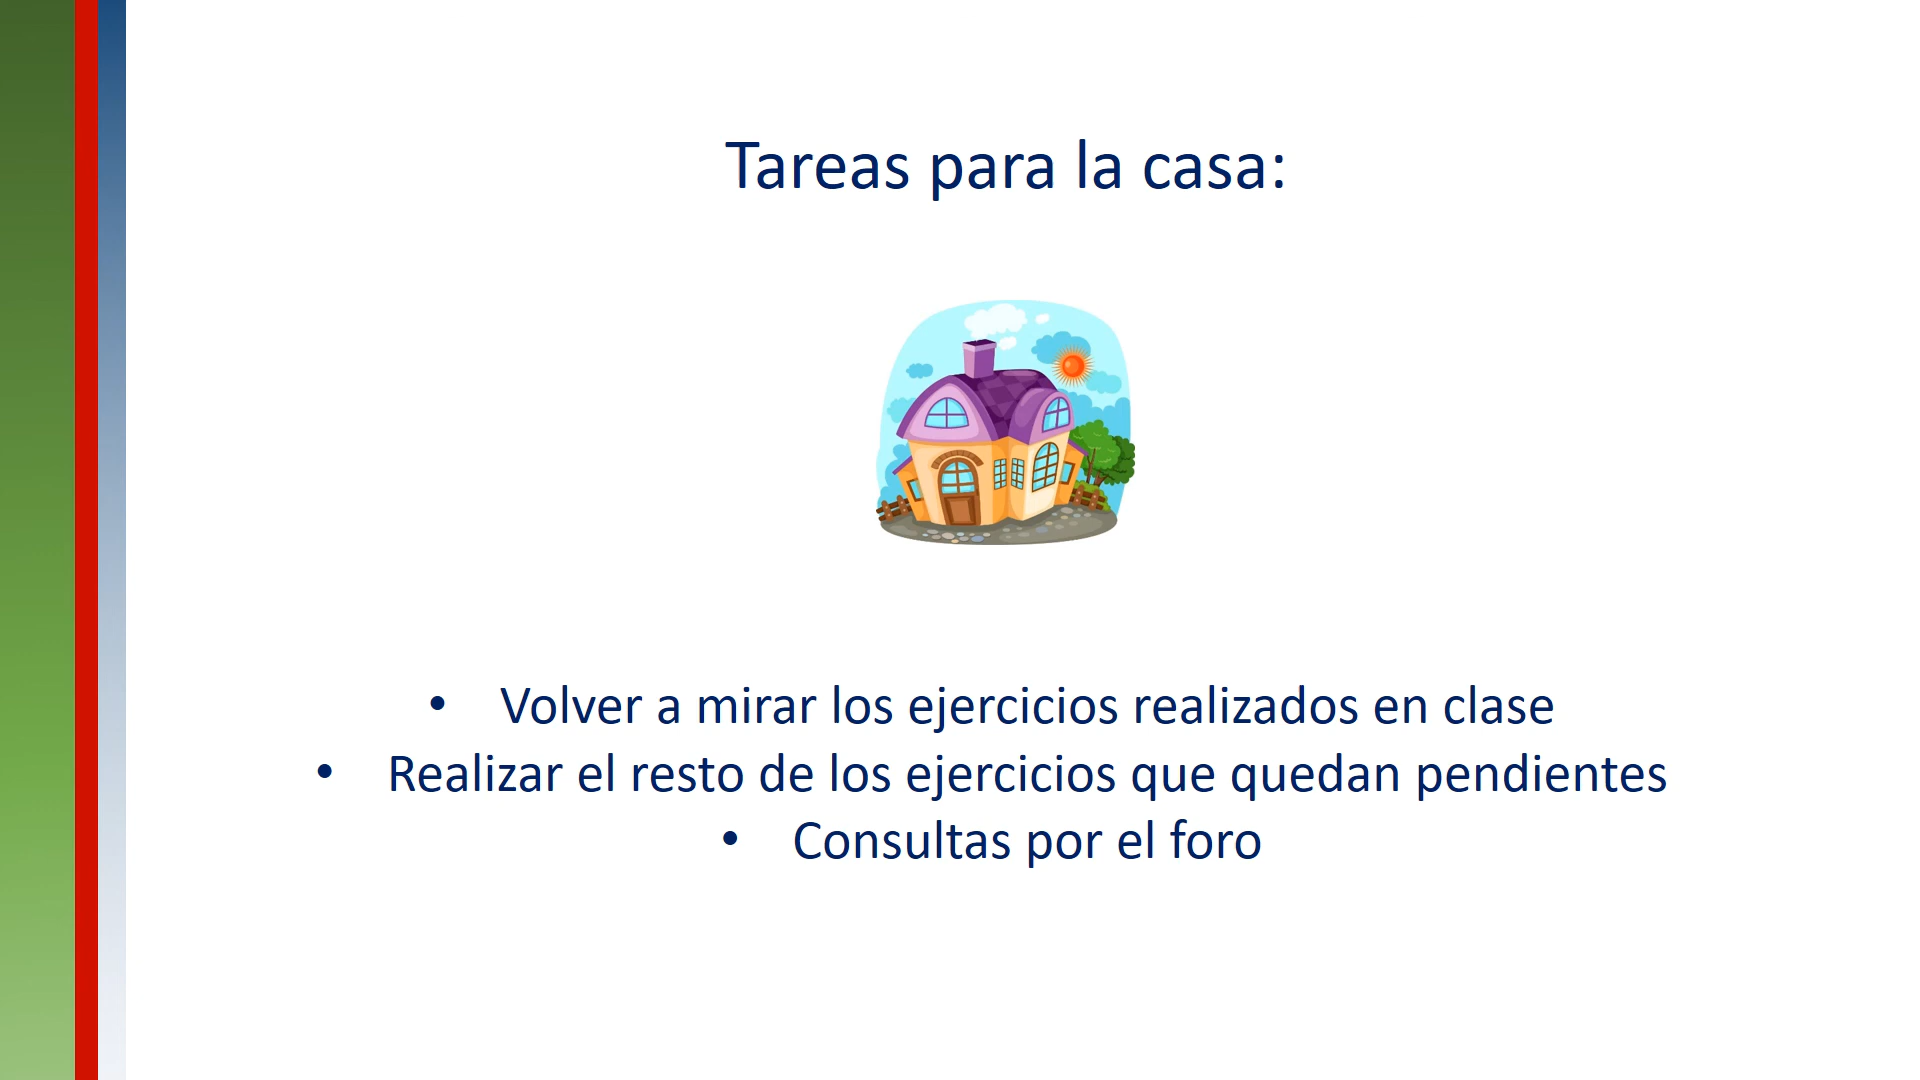 Tareas para la casa:
• Volver a mirar los ejercicios realizados en clase
• Realizar el resto de los ejercicios que quedan pendientes
• Consultas por el foro